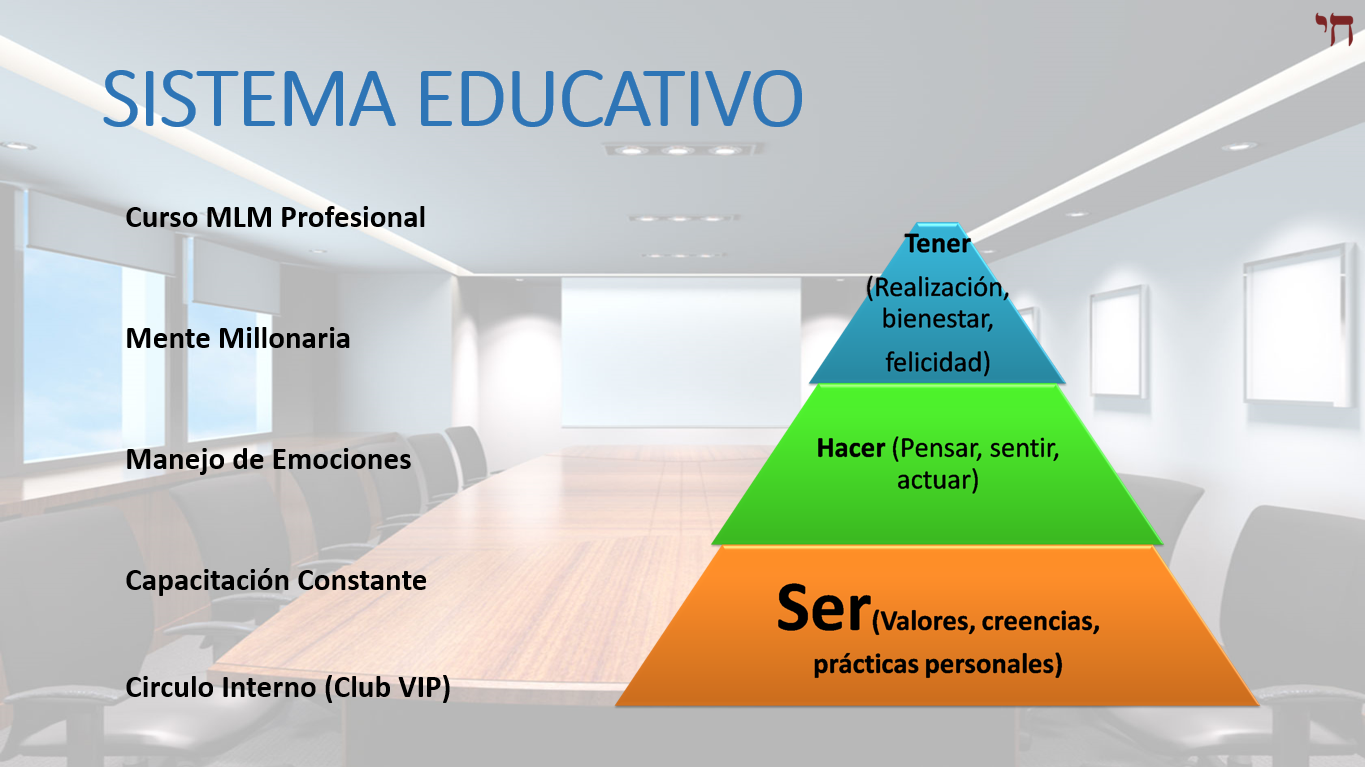 חי
SISTEMA EDUCATIVO
Curso MLM Profesional
Mente Millonaria
Manejo de Emociones
Capacitación Constante
Circulo Interno (Club VIP)
Tener
(Realización,
bienestar,
felicidad)
Hacer (Pensar, sentir,
actuar)
Ser(Valores, creencias,
prácticas personales)